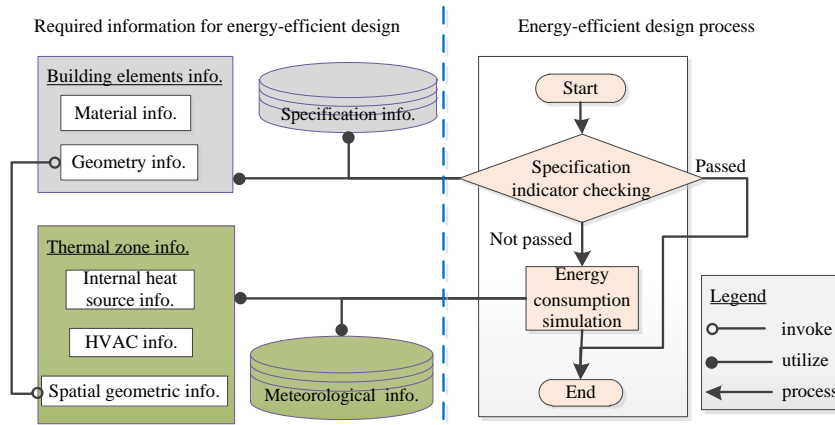 Required information for energy-efficient design
Energy-efficient design process
Building elements info.
Material info.
Geometry info.
Specification info.
Start
Specification
indicator checking
Passed
Not passed
Thermal zone info.
Internal heat
source info.
HVAC info.
Spatial geometric info.
Meteorological info.
Energy
consumption
simulation
End
Legend
invoke
utilize
process